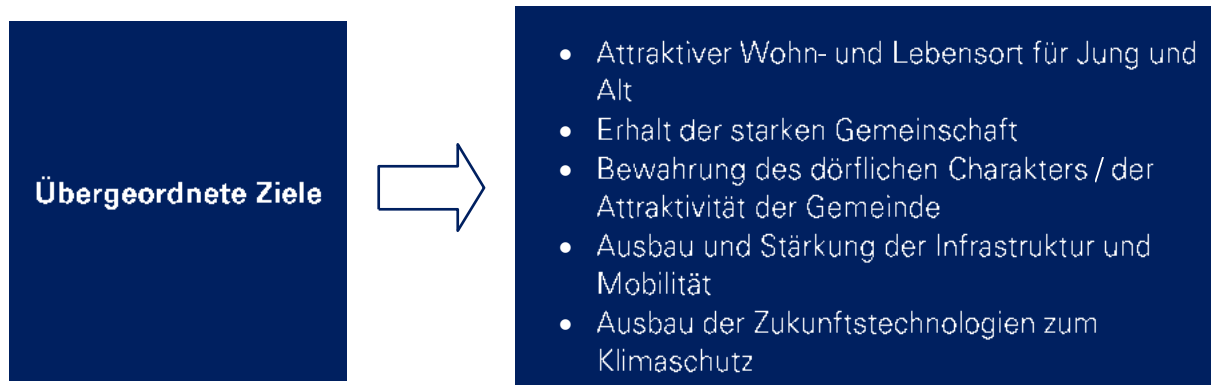 Übergeordnete Ziele
• Attraktiver Wohn- und Lebensort für Jung und
Alt
• Erhalt der starken Gemeinschaft
• Bewahrung des dörflichen Charakters / der
Attraktivität der Gemeinde
• Ausbau und Stärkung der Infrastruktur und
Mobilität
• Ausbau der Zukunftstechnologien zum
Klimaschutz